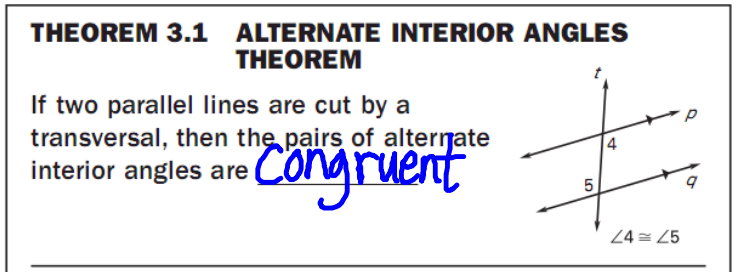 THEOREM 3.1 ALTERNATE INTERIOR ANGLES
THEOREM
If two parallel lines are cut by a
transversal, then the pairs of alternate
interior angles are congruent
t
p
4
5
q
∠4 ≅ ∠5